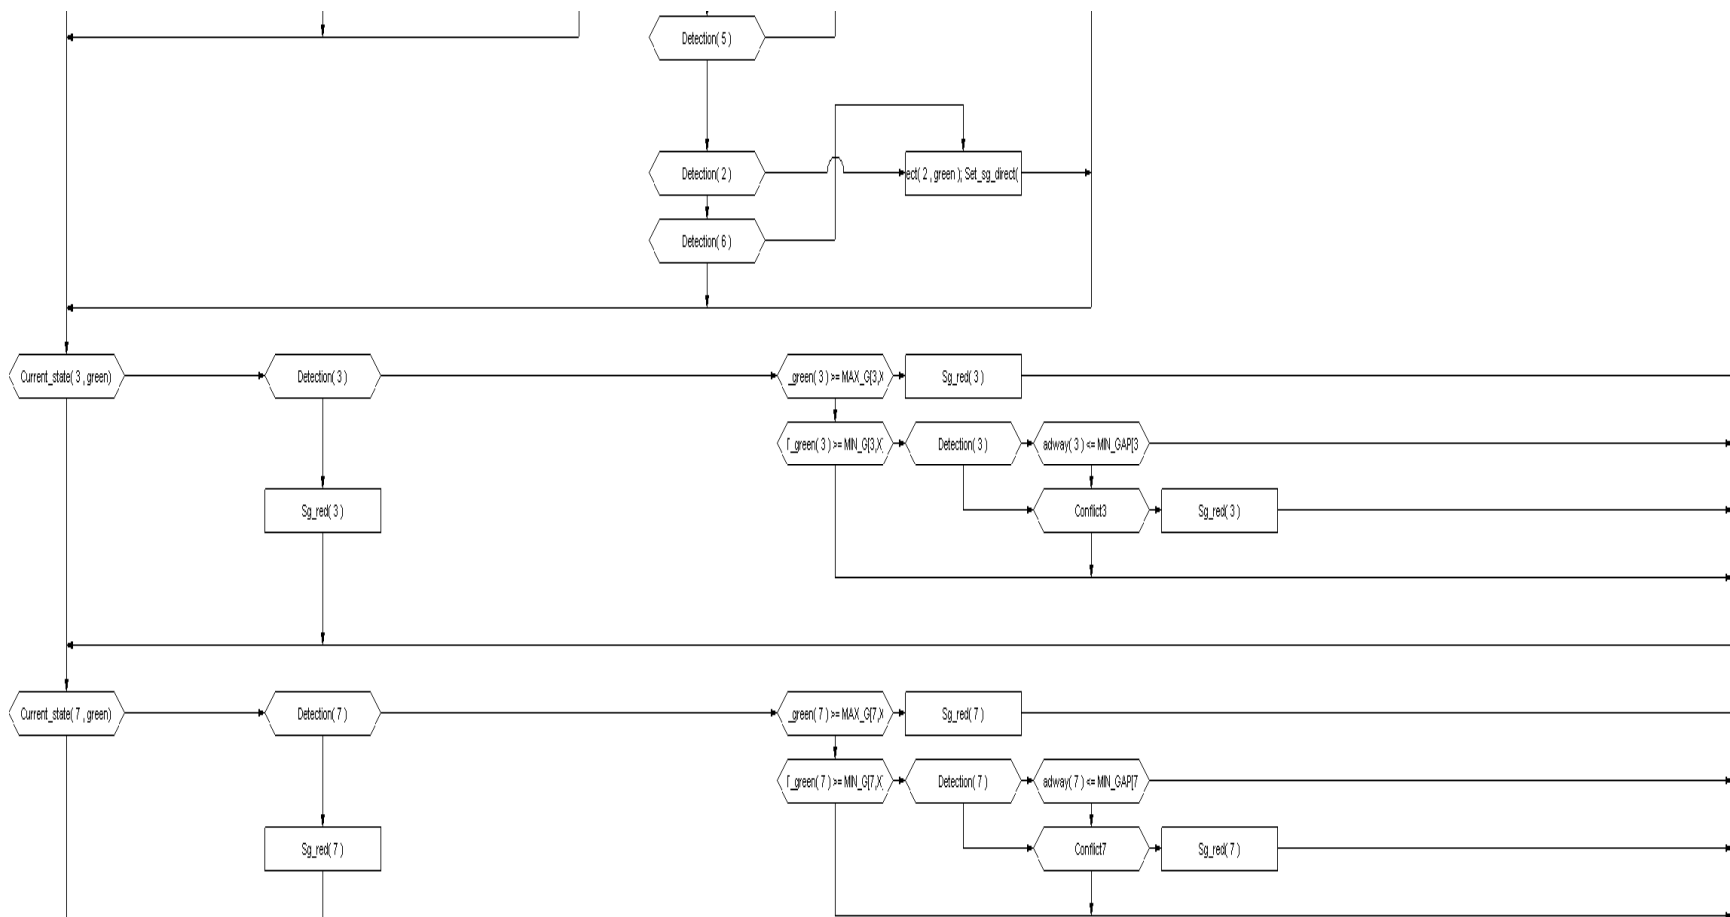 Detection( 5 )
Detection( 2 )
ect( 2 , green ); Set_sg_direct(
Detection( 6 )
Current_state( 3 , green)
Detection( 3 )
_green( 3 ) >= MAX_G[3,X
Sg_red( 3 )
T_green( 3 ) >= MIN_G[3,X]
Detection( 3 )
adway( 3 ) <= MIN_GAP[3
Sg_red( 3 )
Conflict3
Sg_red( 3 )
Current_state( 7 , green)
Detection( 7 )
_green( 7 ) >= MAX_G[7,X
Sg_red( 7 )
T_green( 7 ) >= MIN_G[7,X]
Detection( 7 )
adway( 7 ) <= MIN_GAP[7
Sg_red( 7 )
Conflict7
Sg_red( 7 )